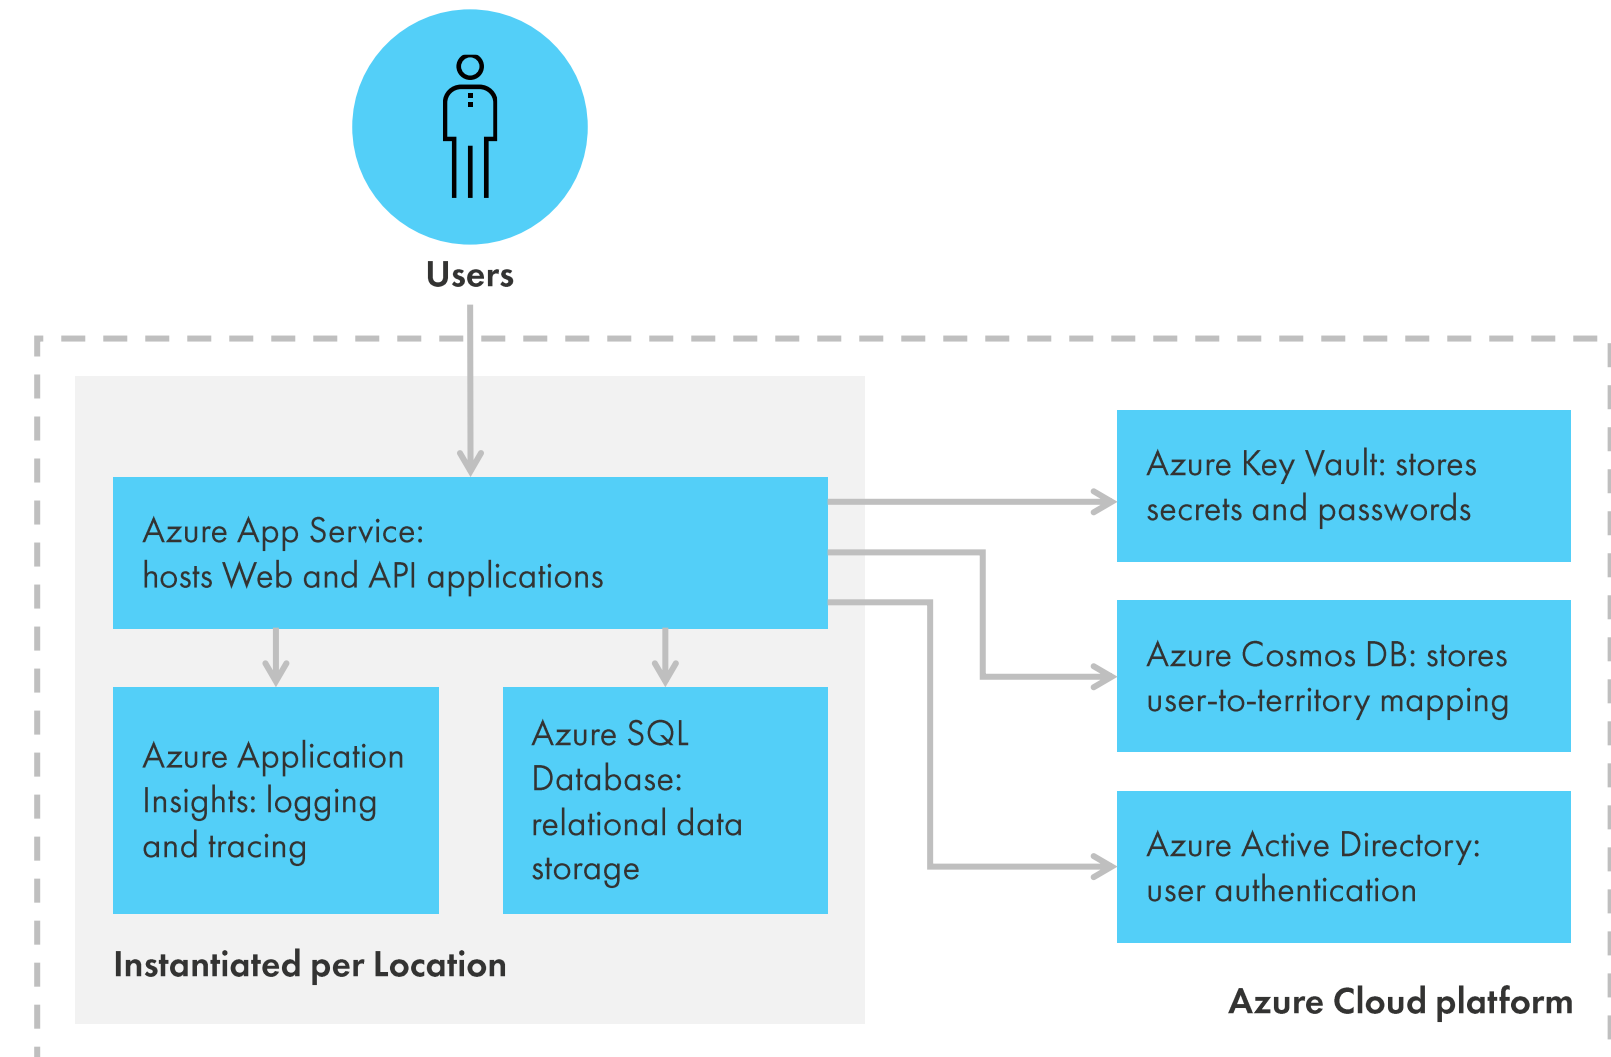 Users
Azure App Service:
hosts Web and API applications
Azure Application
Insights: logging
and tracing
Azure SQL
Database:
relational data
storage
Instantiated per Location
Azure Key Vault: stores
secrets and passwords
Azure Cosmos DB: stores
user-to-territory mapping
Azure Active Directory:
user authentication
Azure Cloud platform